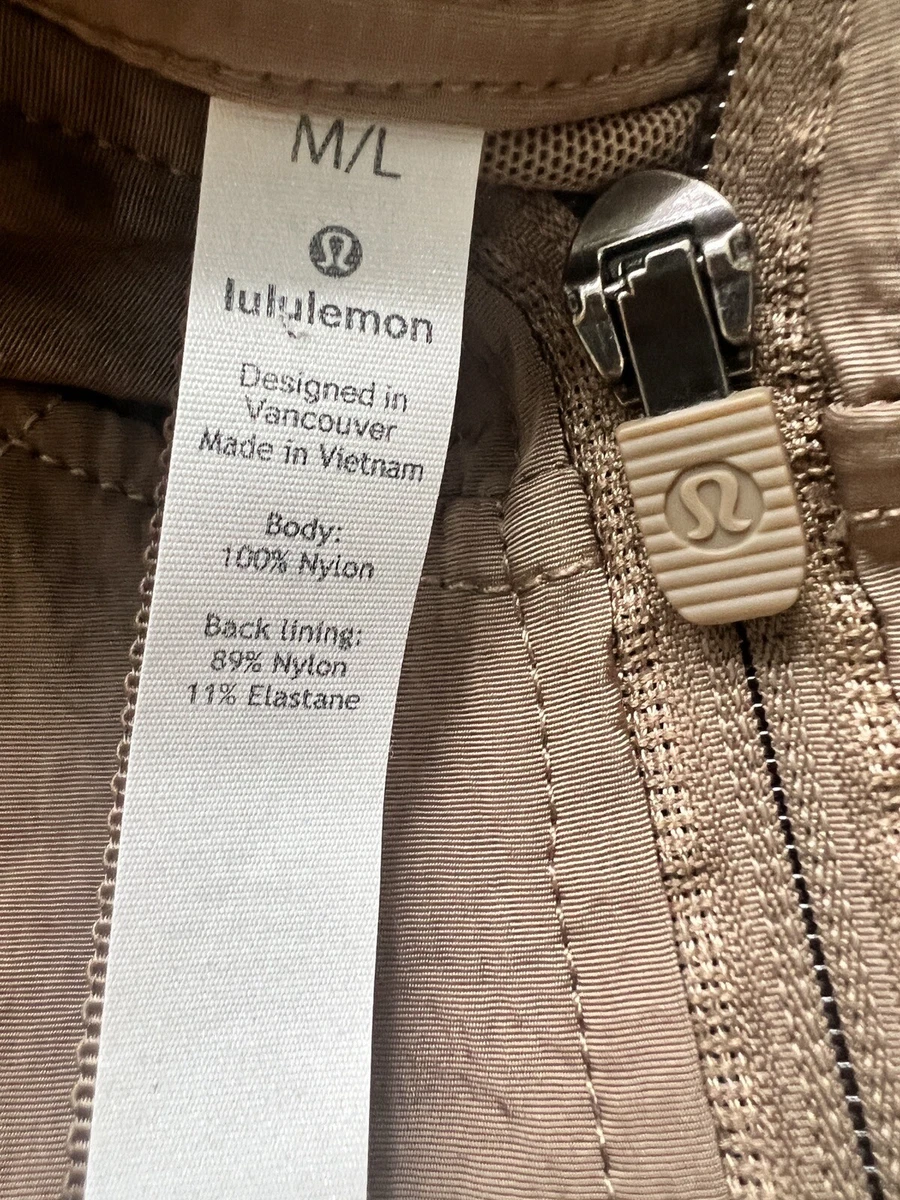 M/L
lululemon
Designed in
Vancouver
Made in Vietnam
Body:
100% Nylon
Back lining:
89% Nylon
11% Elastane